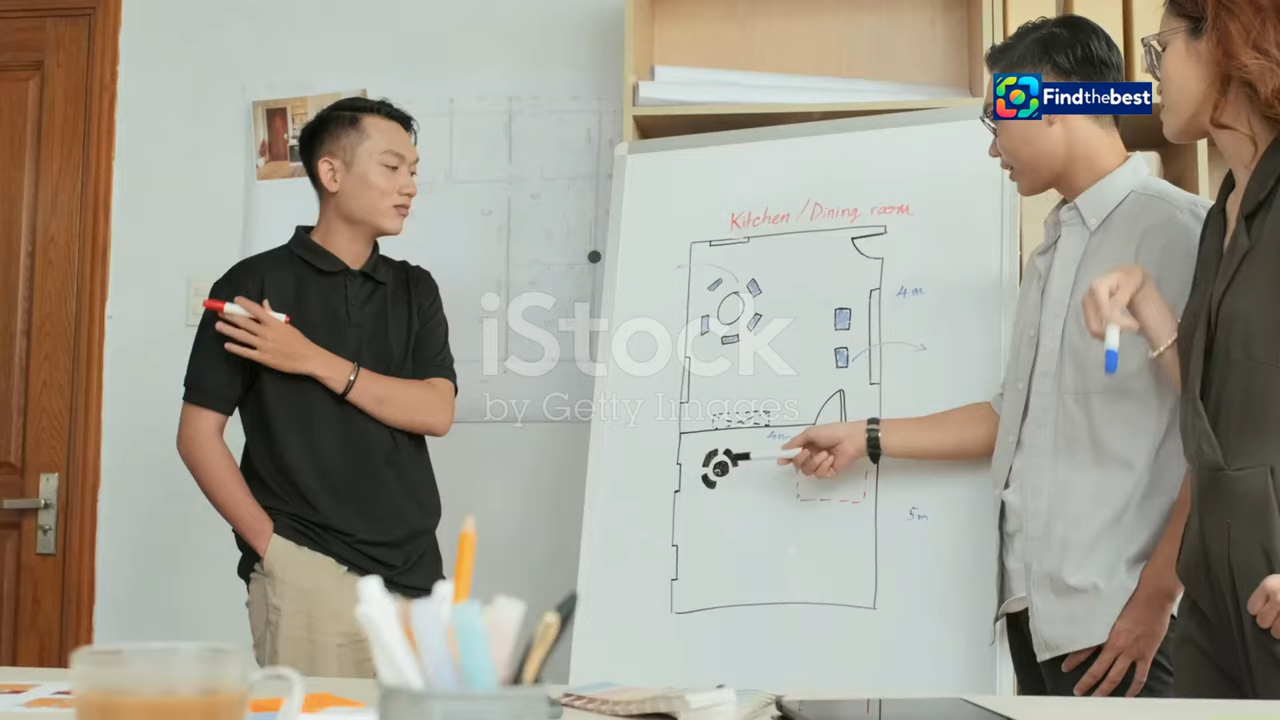 Findthebest
Kitchen/Dining room
4m
iStock
by Getty Images
4m
5m